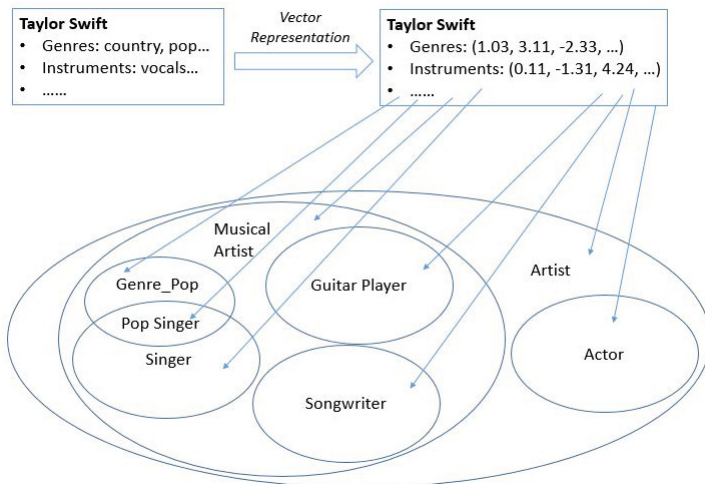 Taylor Swift
• Genres: country, pop…
• Instruments: vocals…
• ……
Vector
Representation
Taylor Swift
• Genres: (1.03, 3.11, -2.33, …)
• Instruments: (0.11, -1.31, 4.24, …)
• ……
Musical
Artist
Genre_Pop
Guitar Player
Artist
Pop Singer
Singer
Actor
Songwriter